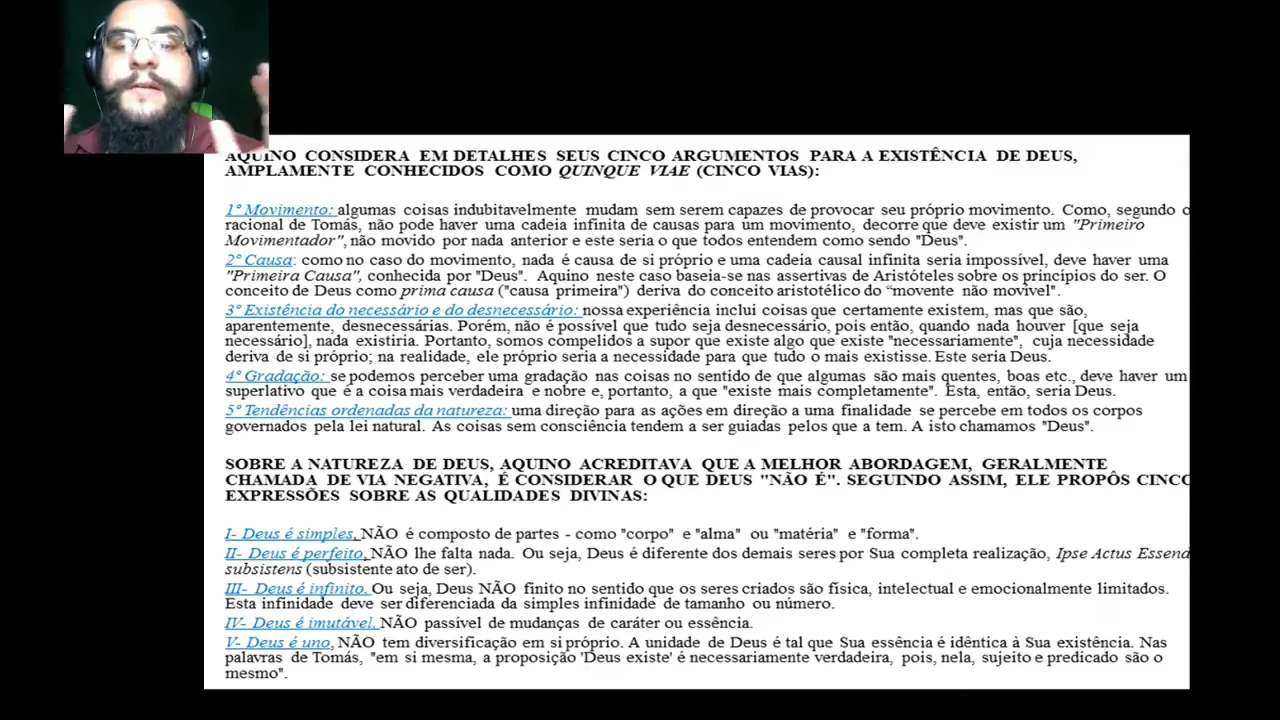 AQUINO CONSIDERA EM DETALHES SEUS CINCO ARGUMENTOS PARA A EXISTÊNCIA DE DEUS,
AMPLAMENTE CONHECIDOS COMO QUINQUE VIAE (CINCO VIAS):
1º Movimento: algumas coisas indubitavelmente mudam sem serem capazes de provocar seu próprio movimento. Como, segundo o
racional de Tomás, não pode haver uma cadeia infinita de causas para um movimento, decorre que deve existir um "Primeiro
Movimentador", não movido por nada anterior e este seria o que todos entendem como sendo "Deus".
2º Causa: como no caso do movimento, nada é causa de si próprio e uma cadeia causal infinita seria impossível, deve haver uma
"Primeira Causa", conhecida por "Deus". Aquino neste caso baseia-se nas assertivas de Aristóteles sobre os princípios do ser. O
conceito de Deus como prima causa ("causa primeira") deriva do conceito aristotélico do “movente não movível".
3º Existência do necessário e do desnecessário: nossa experiência inclui coisas que certamente existem, mas que são,
aparentemente, desnecessárias. Porém, não é possível que tudo seja desnecessário, pois então, quando nada houver [que seja
necessário], nada existiria. Portanto, somos compelidos a supor que existe algo que existe "necessariamente", cuja necessidade
deriva de si próprio; na realidade, ele próprio seria a necessidade para que tudo o mais existisse. Este seria Deus.
4º Gradação: se podemos perceber uma gradação nas coisas no sentido de que algumas são mais quentes, boas etc., deve haver um
superlativo que é a coisa mais verdadeira e nobre e, portanto, a que "existe mais completamente". Esta, então, seria Deus.
5º Tendências ordenadas da natureza: uma direção para as ações em direção a uma finalidade se percebe em todos os corpos
governados pela lei natural. As coisas sem consciência tendem a ser guiadas pelos que a tem. A isto chamamos "Deus".
SOBRE A NATUREZA DE DEUS, AQUINO ACREDITAVA QUE A MELHOR ABORDAGEM, GERALMENTE
CHAMADA DE VIA NEGATIVA, É CONSIDERAR O QUE DEUS "NÃO É". SEGUINDO ASSIM, ELE PROPÔS CINCO
EXPRESSÕES SOBRE AS QUALIDADES DIVINAS:
I- Deus é simples, NÃO é composto de partes - como "corpo" e "alma" ou "matéria" e "forma".
II- Deus é perfeito, NÃO lhe falta nada. Ou seja, Deus é diferente dos demais seres por Sua completa realização, Ipse Actus Essend
subsistens (subsistente ato de ser).
III- Deus é infinito. Ou seja, Deus NÃO finito no sentido que os seres criados são física, intelectual e emocionalmente limitados.
Esta infinidade deve ser diferenciada da simples infinidade de tamanho ou número.
IV- Deus é imutável, NÃO passível de mudanças de caráter ou essência.
V- Deus é uno, NÃO tem diversificação em si próprio. A unidade de Deus é tal que Sua essência é idêntica à Sua existência. Nas
palavras de Tomás, "em si mesma, a proposição 'Deus existe' é necessariamente verdadeira, pois, nela, sujeito e predicado são o
mesmo".